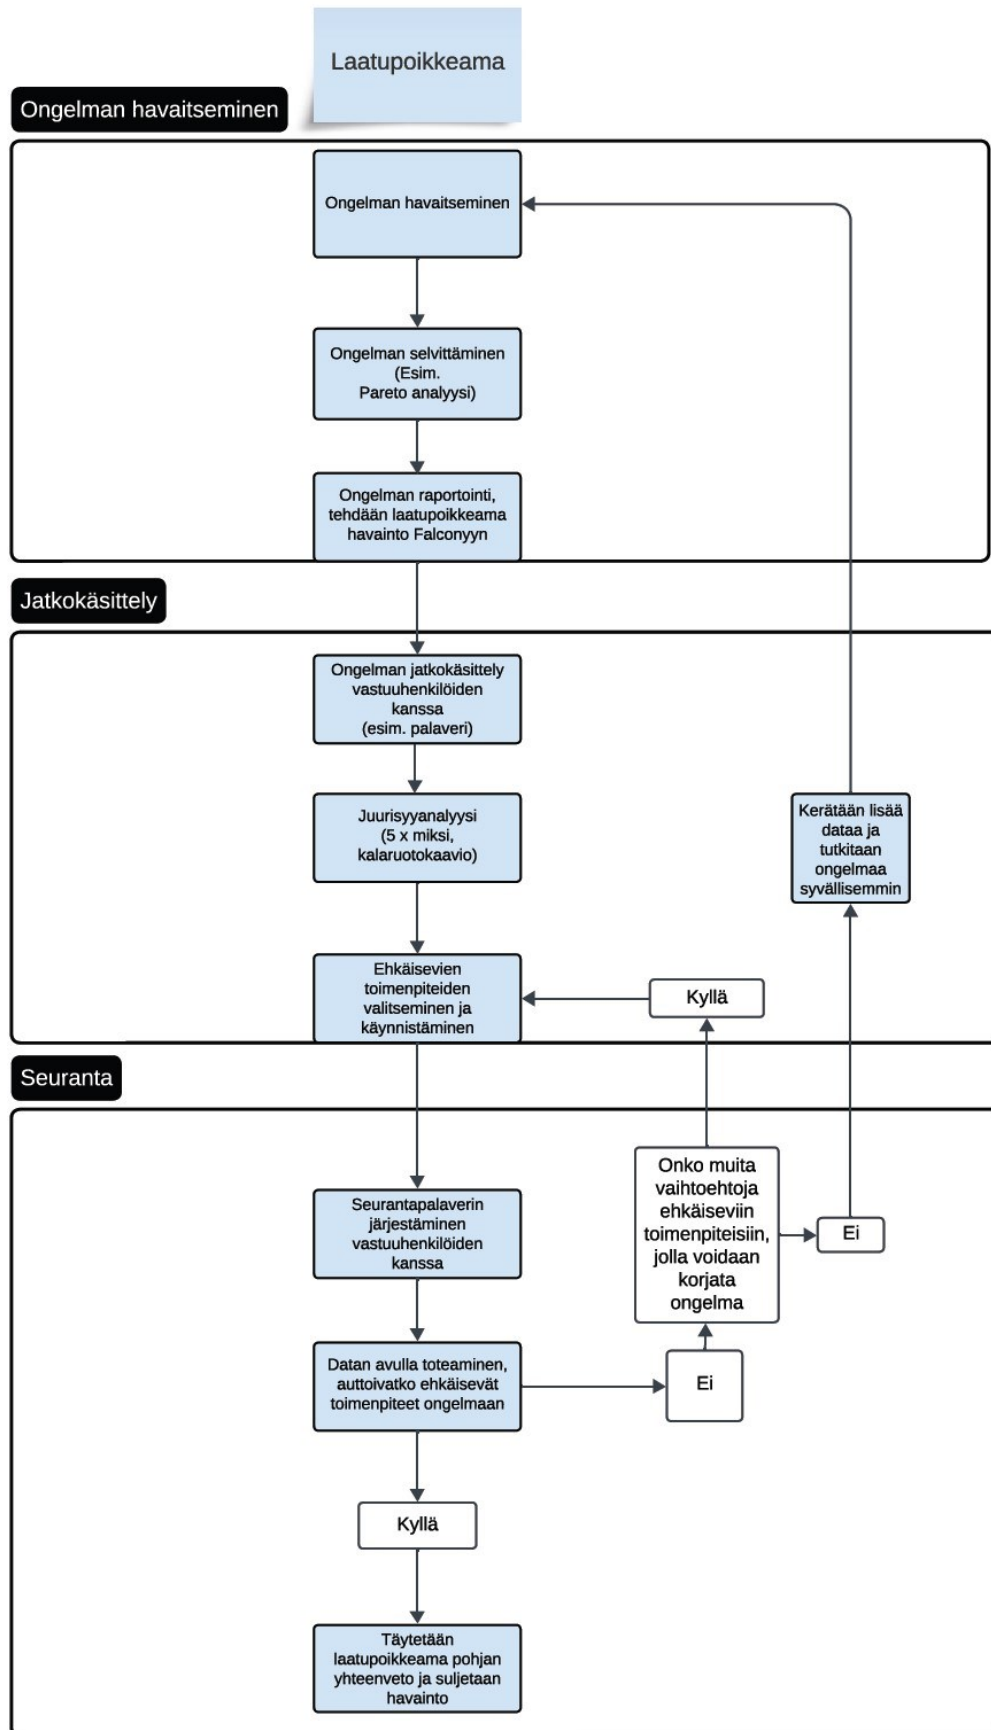 Laatupoikkeama
Ongelman havaitseminen
Ongelman havaitseminen
Ongelman selvittäminen
(Esim.
Pareto analyysi)
Ongelman raportointi,
tehdään laatupoikkeama
havainto Falconyyn
Jatkokäsittely
Ongelman jatkokäsittely
vastuuhenkilöiden
kanssa
(esim. palaveri)
Juurisyyanalyysi
(5 x miksi,
kalaruotokaavio)
Kerätään lisää
dataa ja
tutkitaan
ongelmaa
syvällisemmin
Ehkäisevien
toimenpiteiden
valitseminen ja
käynnistäminen
Kyllä
Seuranta
Onko muita
vaihtoehtoja
ehkäiseviin
toimenpiteisiin,
jolla voidaan
korjata
ongelma
Ei
Seurantapalaverin
järjestäminen
vastuuhenkilöiden
kanssa
Datan avulla toteaminen,
auttoivatko ehkäisevät
toimenpiteet ongelmaan
Ei
Kyllä
Täytetään
laatupoikkeama pohjan
yhteenveto ja suljetaan
havainto